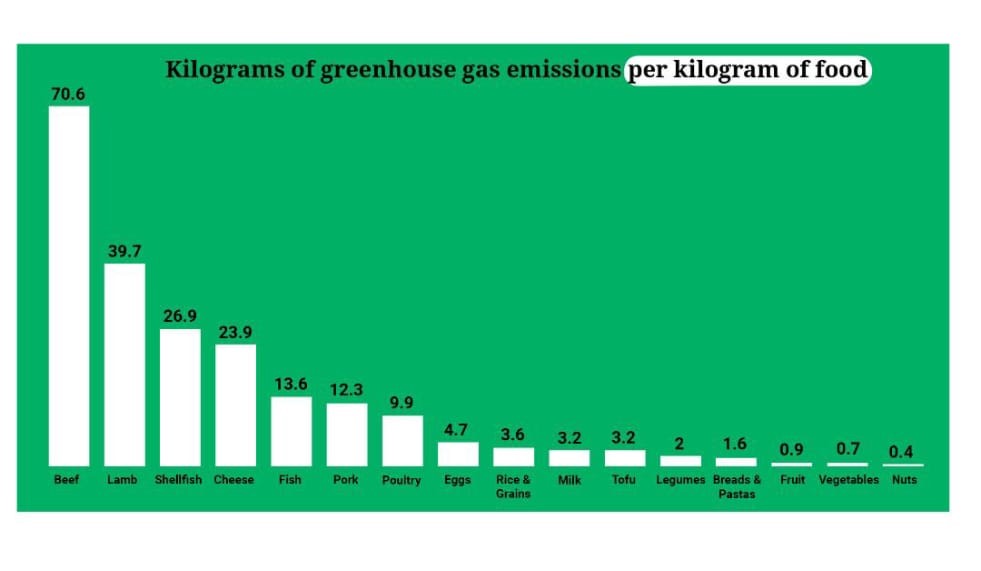 Kilograms of greenhouse gas emissions per kilogram of food
70.6
39.7
26.9
23.9
13.6
12.3
9.9
4.7
3.6
3.2
3.2
2
1.6
0.9
0.7
0.4
Beef
Lamb
Shellfish
Cheese
Fish
Pork
Poultry
Eggs
Rice &
Grains
Milk
Tofu
Legumes
Breads &
Pastas
Fruit
Vegetables
Nuts